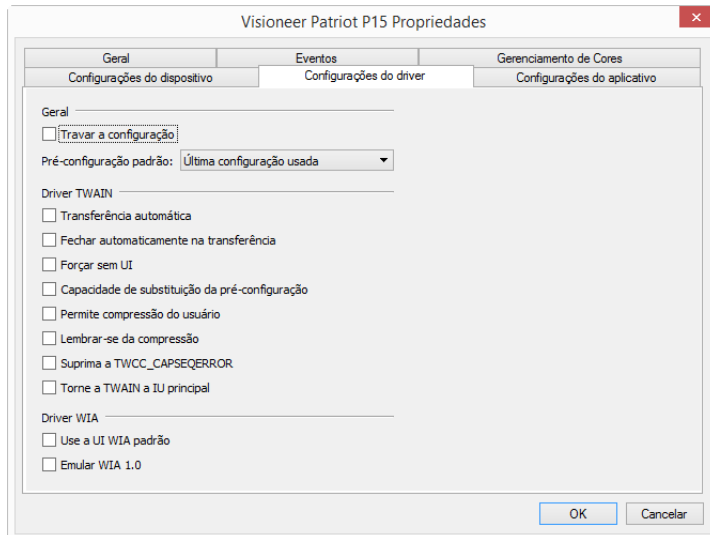 Visioneer Patriot P15 Propriedades
Geral Eventos Gerenciamento de Cores
Configurações do dispositivo Configurações do driver Configurações do aplicativo
Geral
Travar a configuração
Pré-configuração padrão: Última configuração usada
Driver TWAIN
Transferência automática
Fechar automaticamente na transferência
Forçar sem UI
Capacidade de substituição da pré-configuração
Permite compressão do usuário
Lembrar-se da compressão
Suprima a TWCC_CAPSEQERROR
Torne a TWAIN a IU principal
Driver WIA
Use a UI WIA padrão
Emular WIA 1.0
OK Cancelar